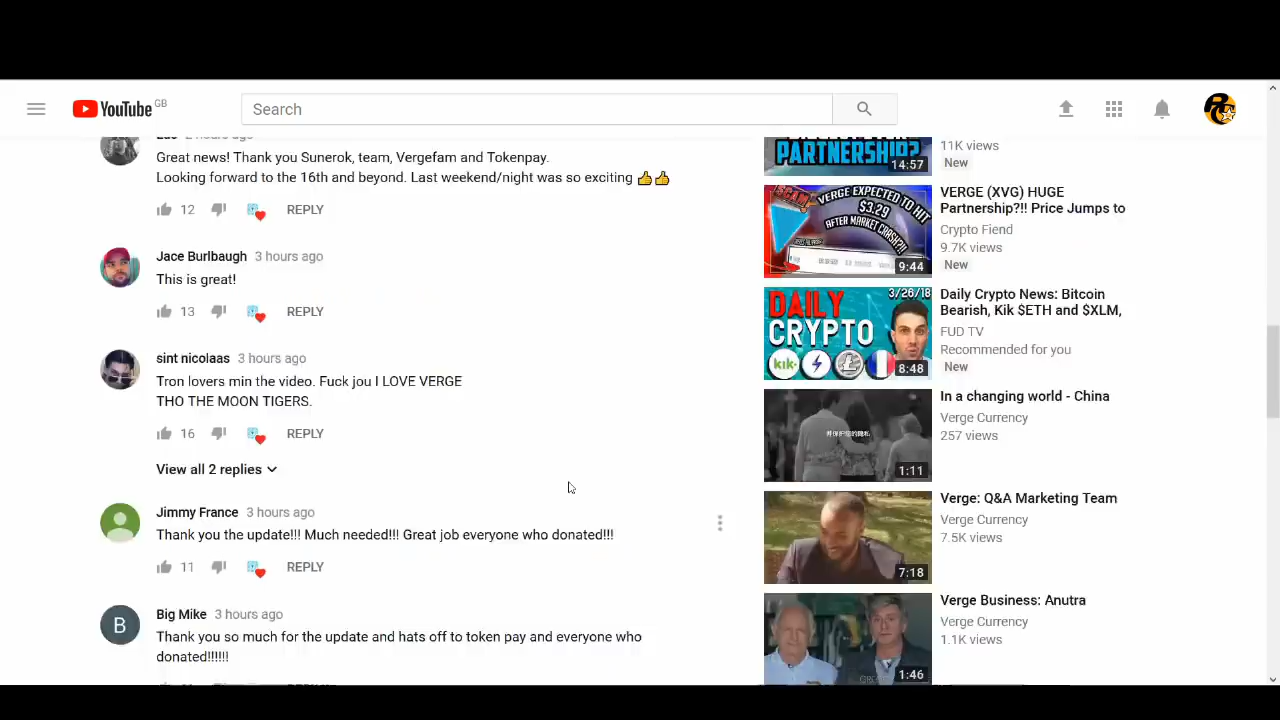 YouTube GB
Search
2 hours ago
Great news! Thank you Sunerok, team, Vergefam and Tokenpay.
Looking forward to the 16th and beyond. Last weekend/night was so exciting 👍👍
12 REPLY
Jace Burlbaugh 3 hours ago
This is great!
13 REPLY
sint nicolaas 3 hours ago
Tron lovers min the video. Fuck jou I LOVE VERGE
THO THE MOON TIGERS.
16 REPLY
View all 2 replies
Jimmy France 3 hours ago
Thank you the update!!! Much needed!!! Great job everyone who donated!!!
11 REPLY
B
Big Mike 3 hours ago
Thank you so much for the update and hats off to token pay and everyone who
donated!!!!!!
PARTNERSHIP?
14:57
11K views
New
SCAM
VERGE EXPECTED TO HIT
$3.29
AFTER MARKET CRASH?!!
9:44
VERGE (XVG) HUGE
Partnership?!! Price Jumps to
Crypto Fiend
9.7K views
New
3/26/18
DAILY
CRYPTO
kik
8:48
Daily Crypto News: Bitcoin
Bearish, Kik $ETH and $XLM,
FUD TV
Recommended for you
New
1:11
In a changing world - China
Verge Currency
257 views
7:18
Verge: Q&A Marketing Team
Verge Currency
7.5K views
1:46
Verge Business: Anutra
Verge Currency
1.1K views